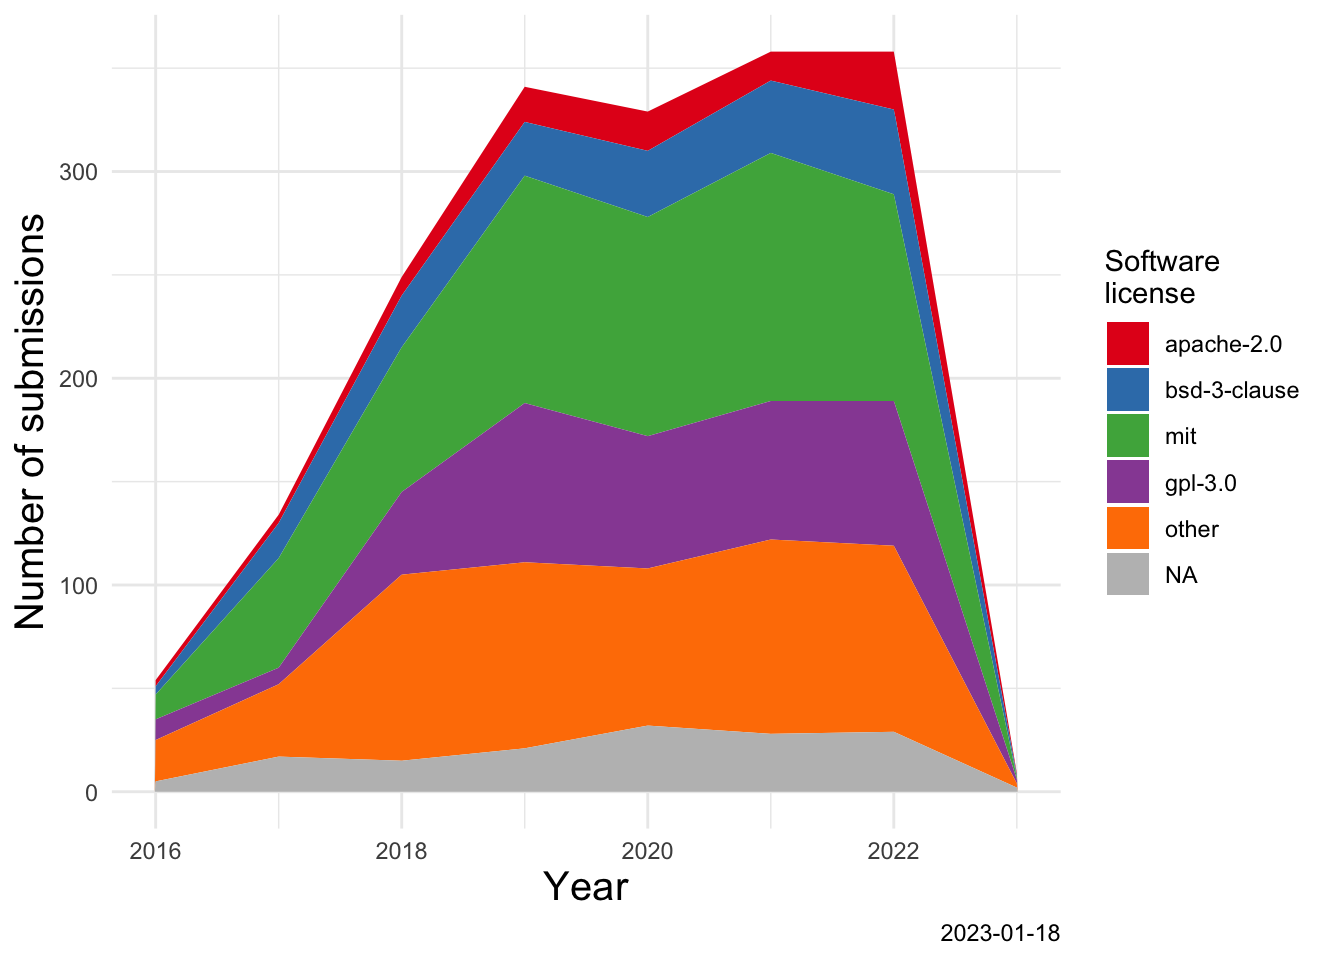 Number of submissions
300
200
100
0
2016
2018
2020
2022
Year
2023-01-18
Software
license
apache-2.0
bsd-3-clause
mit
gpl-3.0
other
NA